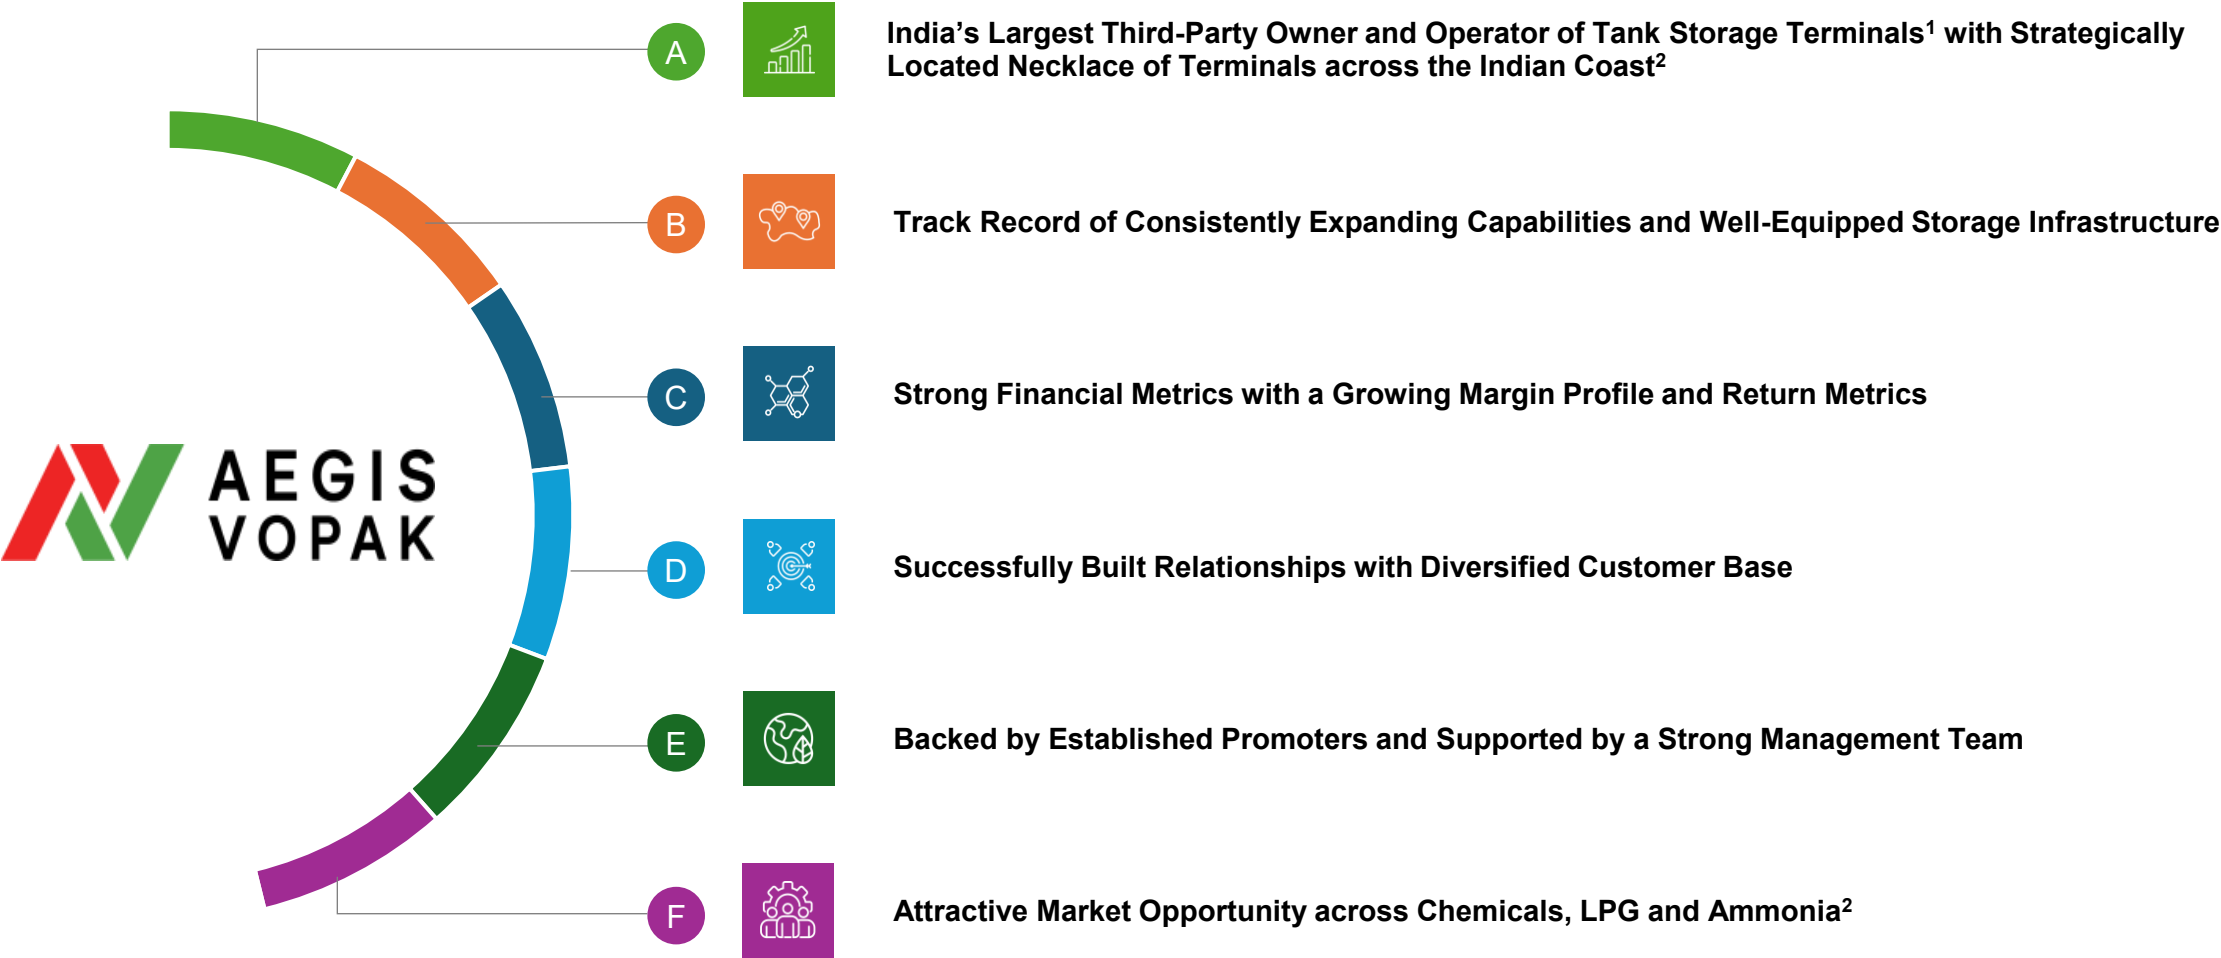 A
India’s Largest Third-Party Owner and Operator of Tank Storage Terminals¹ with Strategically
Located Necklace of Terminals across the Indian Coast²
B
Track Record of Consistently Expanding Capabilities and Well-Equipped Storage Infrastructure
C
Strong Financial Metrics with a Growing Margin Profile and Return Metrics
AEGIS
VOPAK
D
Successfully Built Relationships with Diversified Customer Base
E
Backed by Established Promoters and Supported by a Strong Management Team
F
Attractive Market Opportunity across Chemicals, LPG and Ammonia²